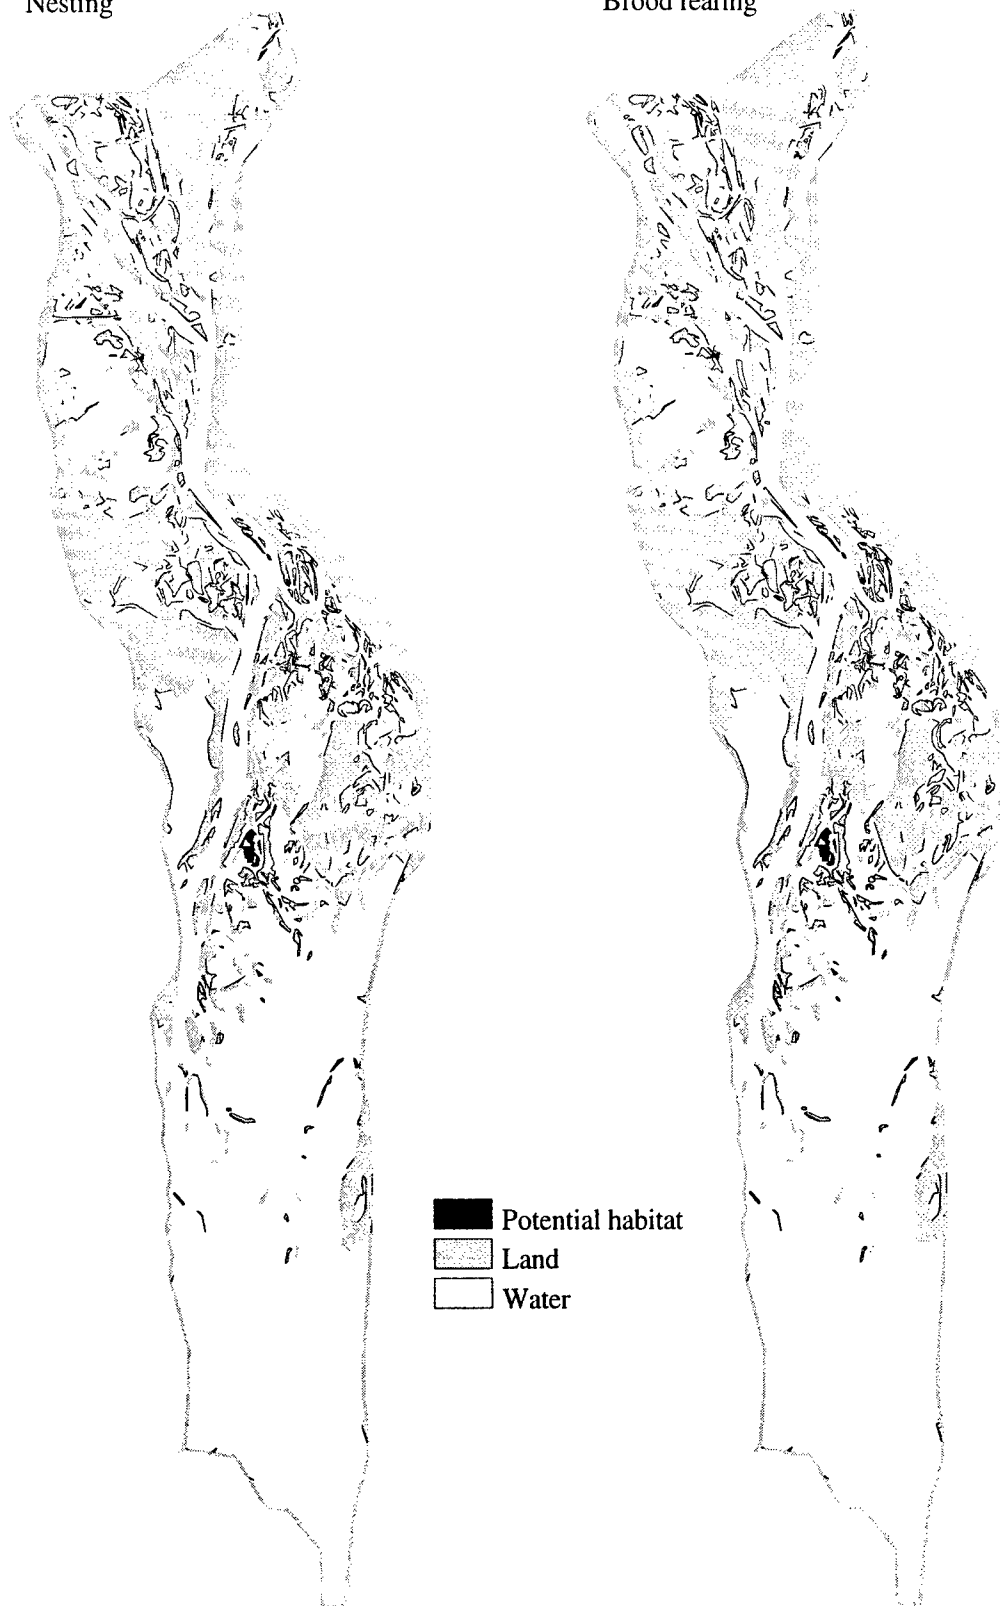 Nesting
Brood rearing
Potential habitat
Land
Water